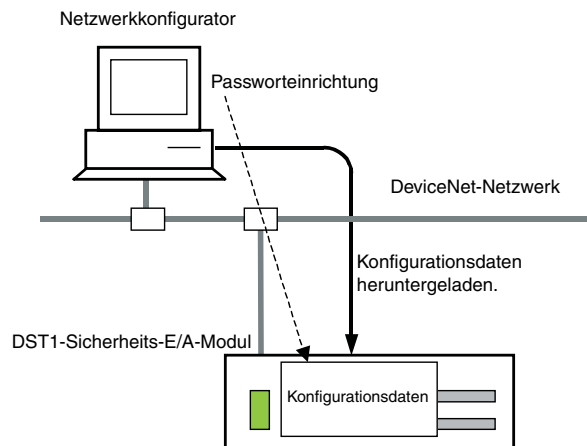 Netzwerkkonfigurator
Passworteinrichtung
DeviceNet-Netzwerk
Konfigurationsdaten
heruntergeladen.
DST1-Sicherheits-E/A-Modul
Konfigurationsdaten